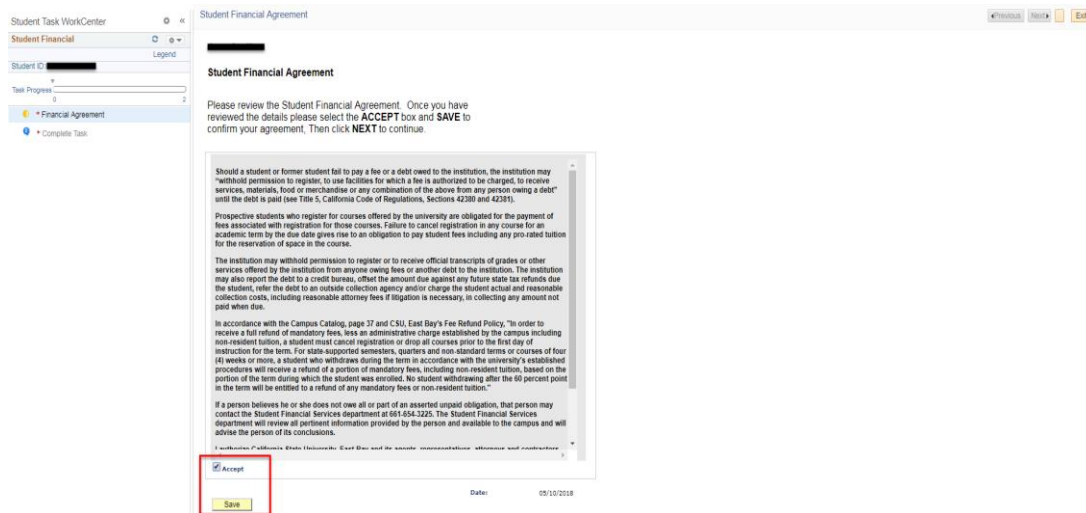 Student Task WorkCenter
Student Financial
Legend
Student ID:
Task Progress
0 2
* Financial Agreement
* Complete Task
Student Financial Agreement
Previous Next
Student Financial Agreement
Please review the Student Financial Agreement. Once you have
reviewed the details please select the ACCEPT box and SAVE to
confirm your agreement, Then click NEXT to continue.
Should a student or former student fail to pay a fee or a debt owed to the institution, the institution may
"withhold permission to register, to use facilities for which a fee is authorized to be charged, to receive
services, materials, food or merchandise or any combination of the above from any person owing a debt"
until the debt is paid (see Title 5, California Code of Regulations, Sections 42380 and 42381).
Prospective students who register for courses offered by the university are obligated for the payment of
fees associated with registration for those courses. Failure to cancel registration in any course for an
academic term by the due date gives rise to an obligation to pay student fees including any pro-rated tuition
for the reservation of space in the course.
The institution may withhold permission to register or to receive official transcripts of grades or other
services offered by the institution from anyone owing fees or another debt to the institution. The institution
may also report the debt to a credit bureau, offset the amount due against any future state tax refunds due
the student, refer the debt to an outside collection agency and/or charge the student actual and reasonable
collection costs, including reasonable attorney fees if litigation is necessary, in collecting any amount not
paid when due.
In accordance with the Campus Catalog, page 37 and CSU, East Bay's Fee Refund Policy, "In order to
receive a full refund of mandatory fees, less an administrative charge established by the campus including
non-resident tuition, a student must cancel registration or drop all courses prior to the first day of
instruction for the term. For state-supported semesters, quarters and non-standard terms or courses of four
(4) weeks or more, a student who withdraws during the term in accordance with the university's established
procedures will receive a refund of a portion of mandatory fees, including non-resident tuition, based on the
portion of the term during which the student was enrolled. No student withdrawing after the 60 percent point
in the term will be entitled to a refund of any mandatory fees or non-resident tuition."
If a person believes he or she does not owe all or part of an asserted unpaid obligation, that person may
contact the Student Financial Services department at 661-654-3225. The Student Financial Services
department will review all pertinent information provided by the person and available to the campus and will
advise the person of its conclusions.
I authorize California State University, East Bay and its agents, representatives, attorneys and contractors
Accept
Date: 05/10/2018
Save